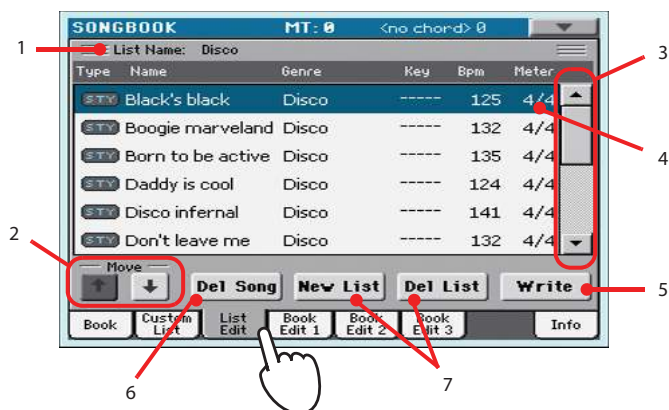 SONGBOOK MT: 0 <no chord> 0
1 List Name: Disco
Type Name Genre Key Bpm Meter 3
STY Black's black Disco ----- 125 4/4
STY Boogie marveland Disco ----- 132 4/4
STY Born to be active Disco ----- 135 4/4
4
STY Daddy is cool Disco ----- 124 4/4
STY Disco infernal Disco ----- 141 4/4
2
STY Don't leave me Disco ----- 132 4/4
Move
Del Song New List Del List Write 5
Book Custom List List Edit Book Edit 1 Book Edit 2 Book Edit 3 Info
6 7